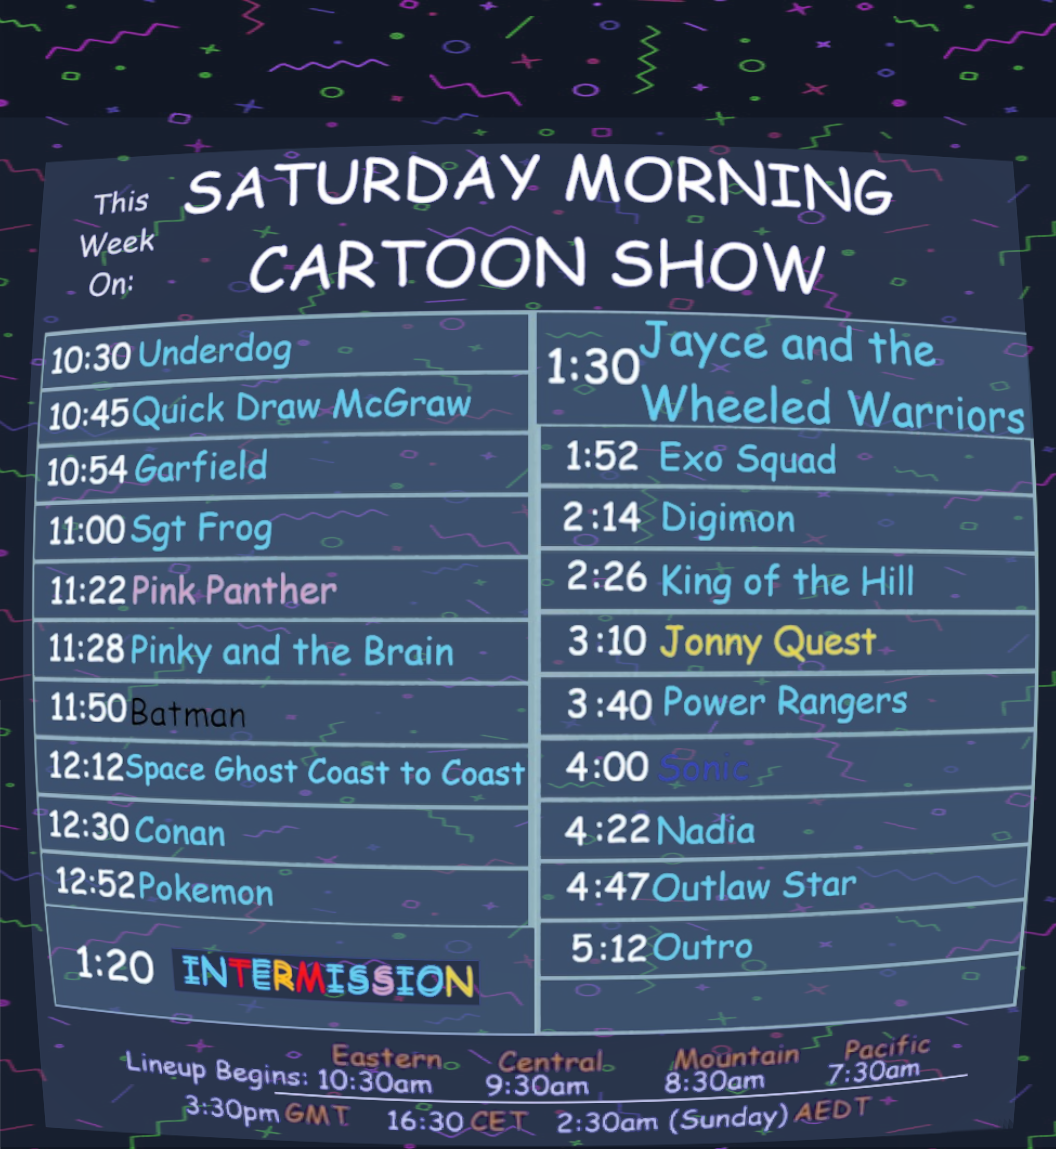 This
Week
On:
SATURDAY MORNING
CARTOON SHOW
10:30 Underdog
10:45 Quick Draw McGraw
10:54 Garfield
11:00 Sgt Frog
11:22 Pink Panther
11:28 Pinky and the Brain
11:50 Batman
12:12 Space Ghost Coast to Coast
12:30 Conan
12:52 Pokemon
1:20 INTERMISSION
1:30 Jayce and the
Wheeled Warriors
1:52 Exo Squad
2:14 Digimon
2:26 King of the Hill
3:10 Jonny Quest
3:40 Power Rangers
4:00 Sonic
4:22 Nadia
4:47 Outlaw Star
5:12 Outro
Eastern Central Mountain Pacific
Lineup Begins: 10:30am 9:30am 8:30am 7:30am
3:30pm GMT 16:30 CET 2:30am (Sunday) AEDT